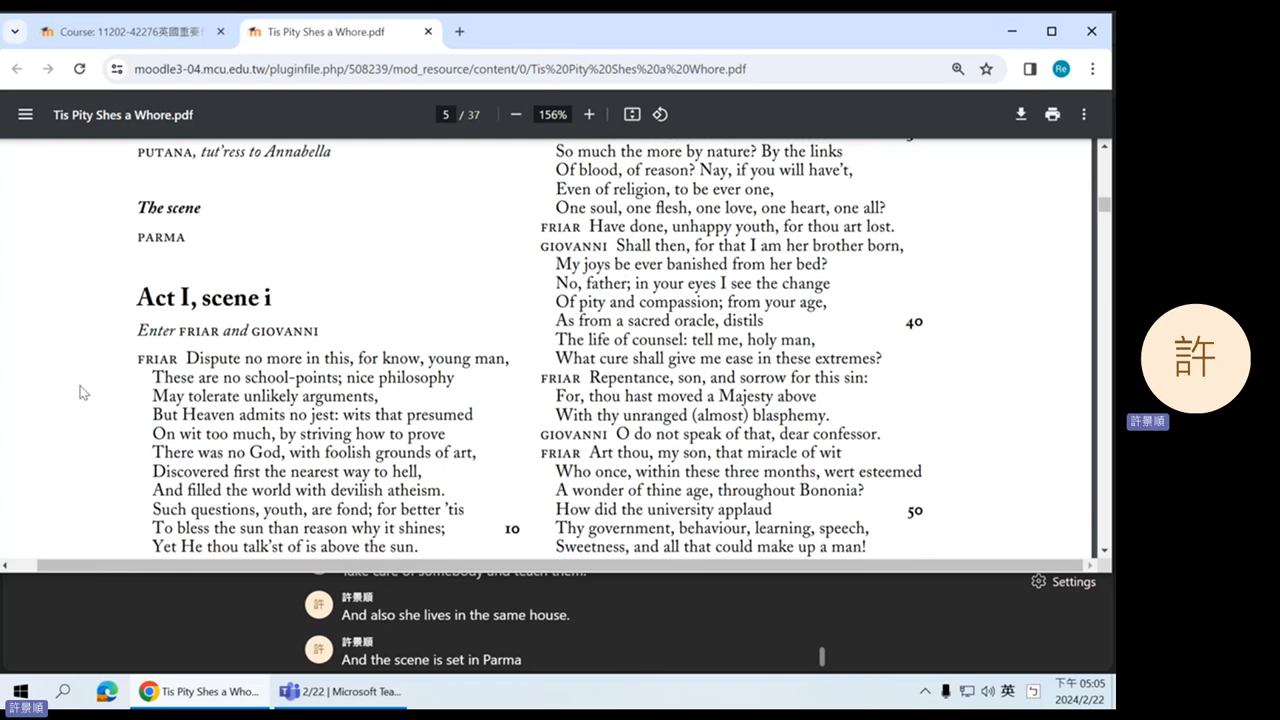 Course: 11202-42276英國重要
Tis Pity Shes a Whore.pdf
moodle3-04.mcu.edu.tw/pluginfile.php/508239/mod_resource/content/0/Tis%20Pity%20Shes%20a%20Whore.pdf
Re
Tis Pity Shes a Whore.pdf
5 / 37
156%
PUTANA, tut'ress to Annabella
The scene
PARMA
Act I, scene i
Enter FRIAR and GIOVANNI
FRIAR Dispute no more in this, for know, young man,
These are no school-points; nice philosophy
May tolerate unlikely arguments,
But Heaven admits no jest: wits that presumed
On wit too much, by striving how to prove
There was no God, with foolish grounds of art,
Discovered first the nearest way to hell,
And filled the world with devilish atheism.
Such questions, youth, are fond; for better 'tis
To bless the sun than reason why it shines; 10
Yet He thou talk'st of is above the sun.
So much the more by nature? By the links
Of blood, of reason? Nay, if you will have't,
Even of religion, to be ever one,
One soul, one flesh, one love, one heart, one all?
FRIAR Have done, unhappy youth, for thou art lost.
GIOVANNI Shall then, for that I am her brother born,
My joys be ever banished from her bed?
No, father; in your eyes I see the change
Of pity and compassion; from your age,
As from a sacred oracle, distils 40
The life of counsel: tell me, holy man,
What cure shall give me ease in these extremes?
FRIAR Repentance, son, and sorrow for this sin:
For, thou hast moved a Majesty above
With thy unranged (almost) blasphemy.
GIOVANNI O do not speak of that, dear confessor.
FRIAR Art thou, my son, that miracle of wit
Who once, within these three months, wert esteemed
A wonder of thine age, throughout Bononia?
How did the university applaud 50
Thy government, behaviour, learning, speech,
Sweetness, and all that could make up a man!
許
許景順
Take care of somebody and teach them.
Settings
許 許景順
And also she lives in the same house.
許 許景順
And the scene is set in Parma
Tis Pity Shes a Who...
2/22 | Microsoft Tea...
英
下午 05:05
2024/2/22
許景順